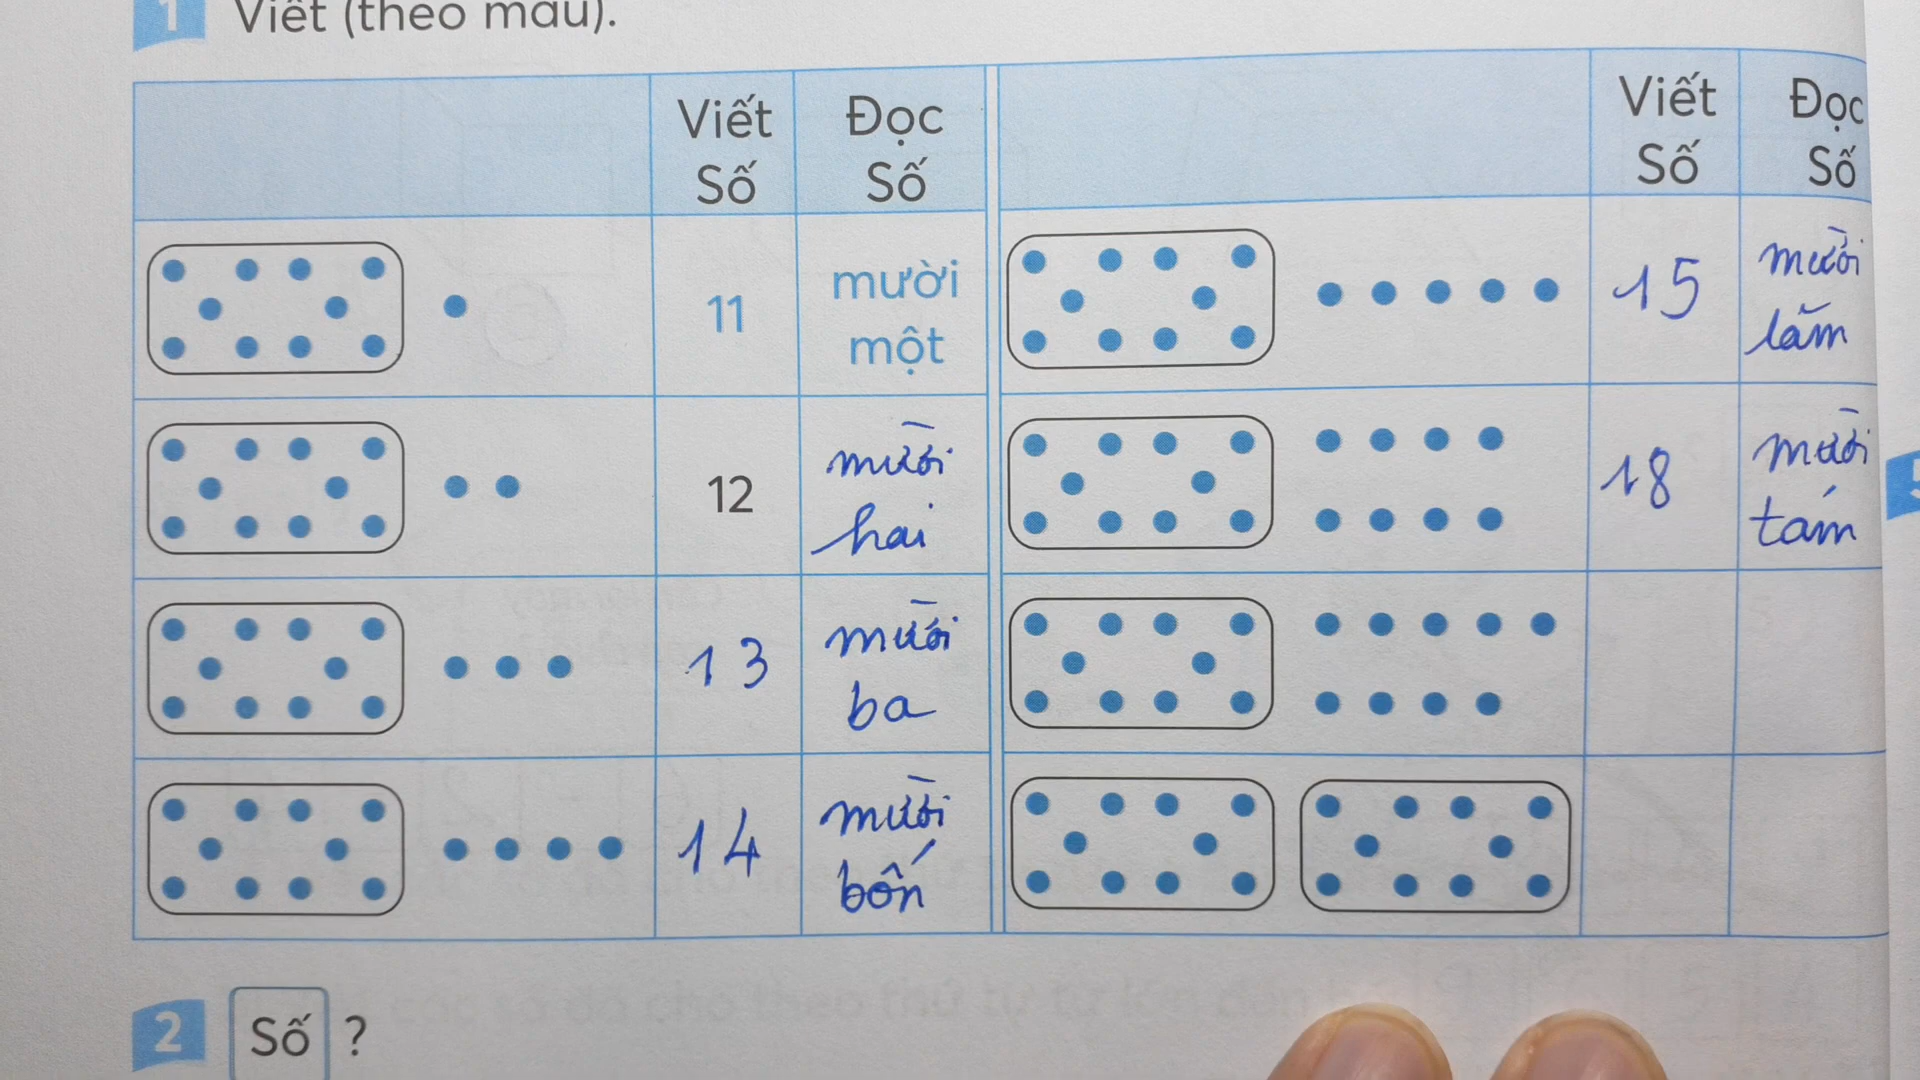 1 Viết (theo mẫu).
Viết Số
Đọc Số
Viết Số
Đọc Số
11
mười
một
15
mười
lăm
12
mười
hai
18
mười
tám
13
mười
ba
14
mười
bốn
2 Số ?